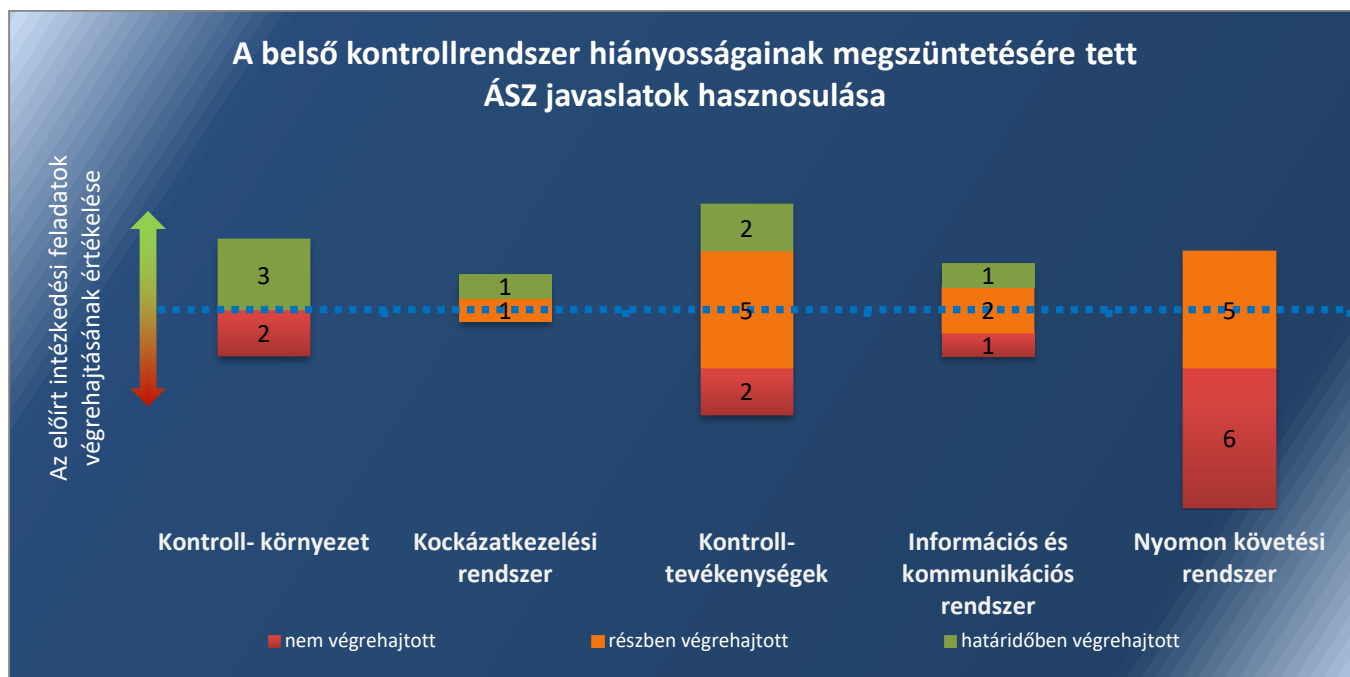 A belső kontrollrendszer hiányosságainak megszüntetésére tett
ÁSZ javaslatok hasznosulása
Az előírt intézkedési feladatok
végrehajtásának értékelése
3
2
1
1
2
5
2
1
2
1
5
6
Kontroll- környezet
Kockázatkezelési
rendszer
Kontroll-
tevékenységek
Információs és
kommunikációs
rendszer
Nyomon követési
rendszer
nem végrehajtott
részben végrehajtott
határidőben végrehajtott